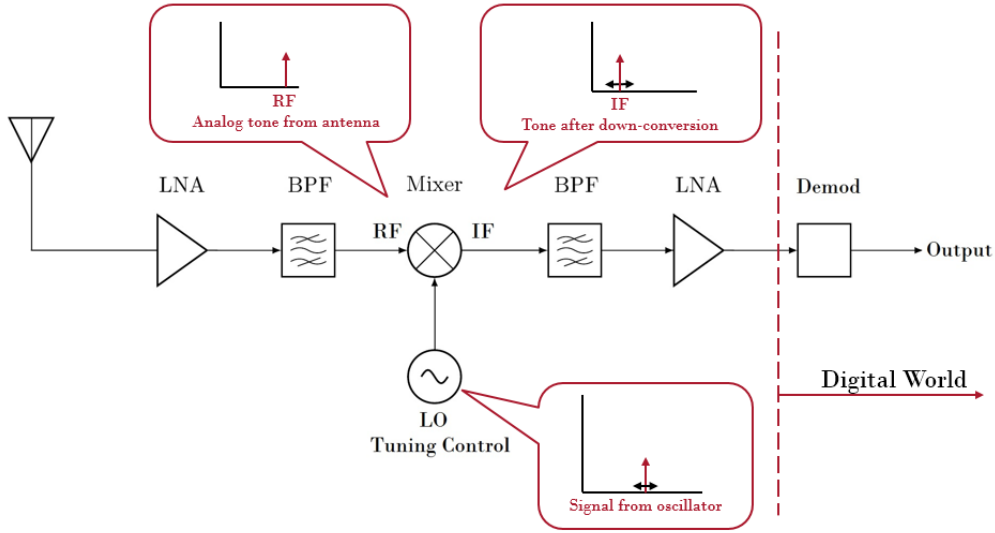 RF
Analog tone from antenna
IF
Tone after down-conversion
LNA
BPF
Mixer
BPF
LNA
Demod
RF
IF
Output
LO
Tuning Control
Digital World
Signal from oscillator